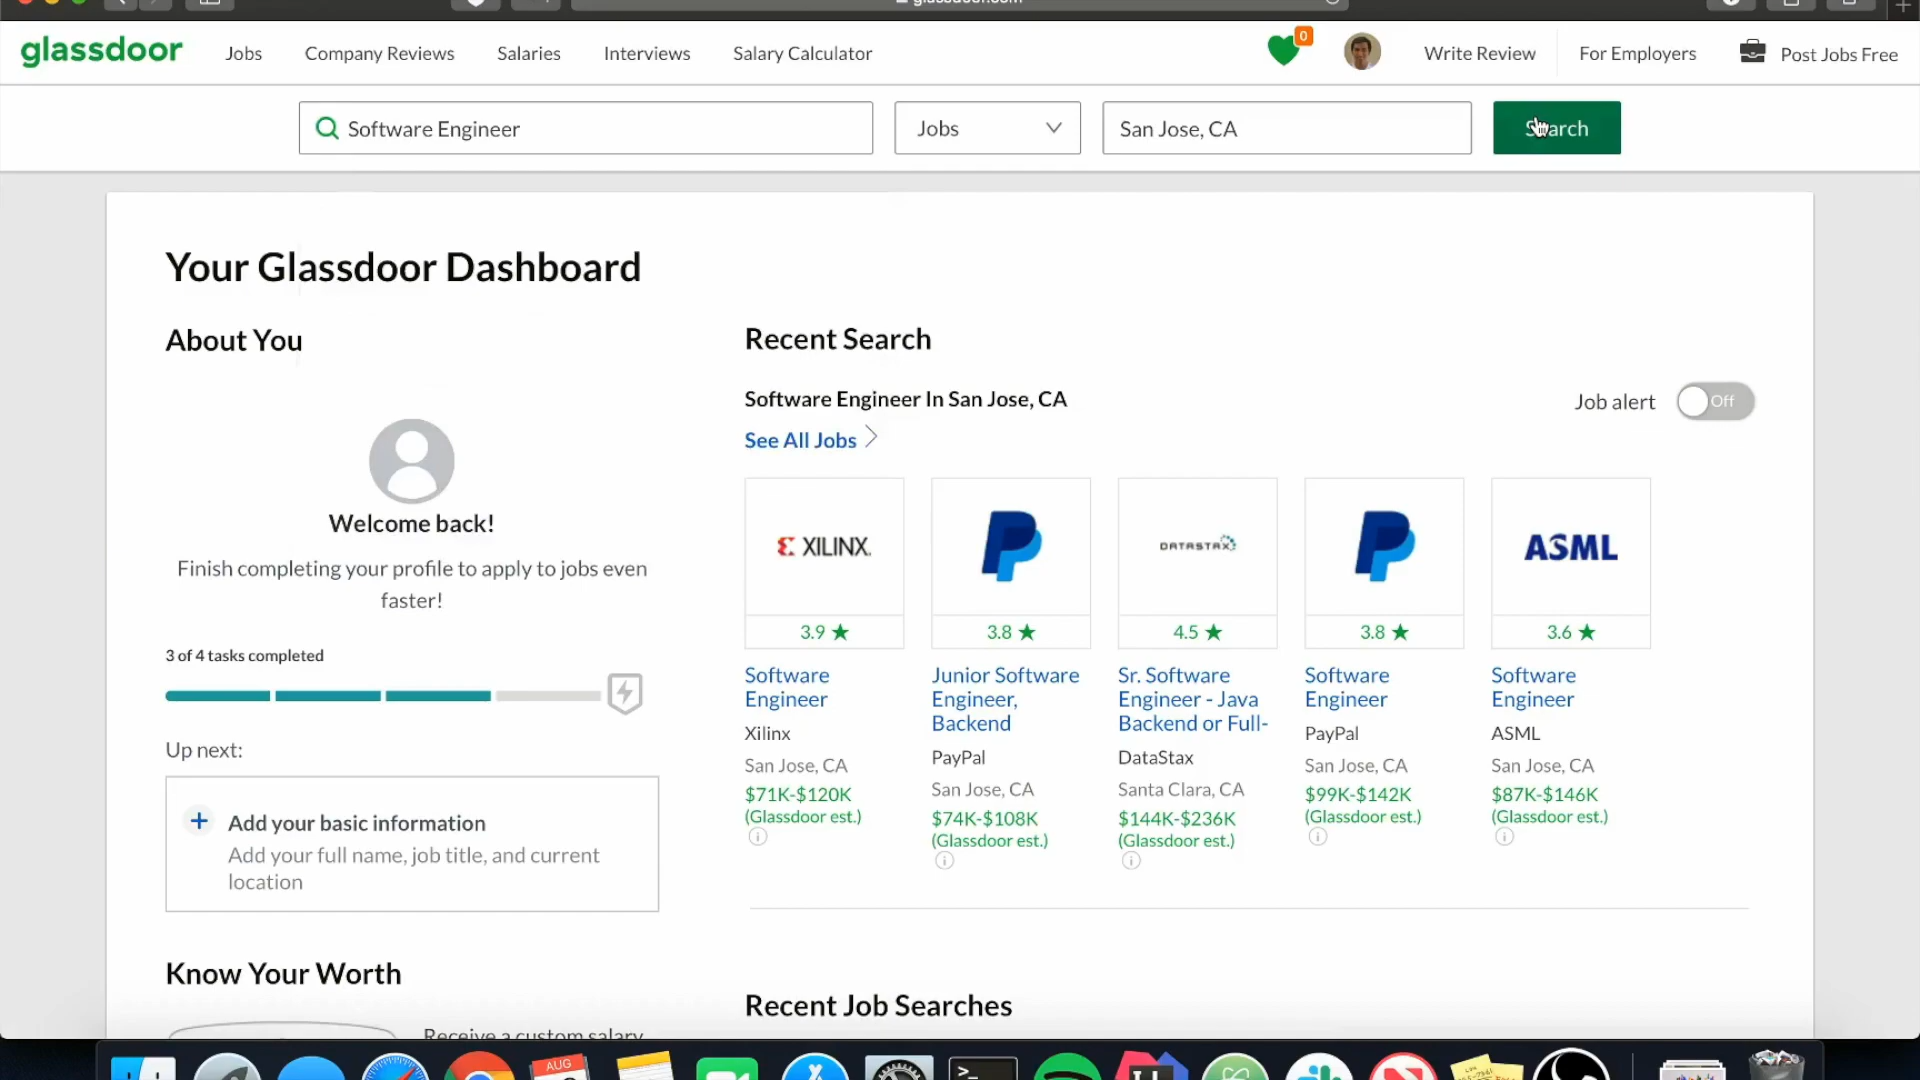 glassdoor
Jobs
Company Reviews
Salaries
Interviews
Salary Calculator
0
Write Review
For Employers
Post Jobs Free
Software Engineer
Jobs
San Jose, CA
Search
Your Glassdoor Dashboard
About You
Welcome back!
Finish completing your profile to apply to jobs even
faster!
3 of 4 tasks completed
Up next:
Add your basic information
Add your full name, job title, and current
location
Know Your Worth
Receive a custom salary
Recent Search
Software Engineer In San Jose, CA
Job alert
Off
See All Jobs
XILINX
3.9 ★
Software
Engineer
Xilinx
San Jose, CA
$71K-$120K
(Glassdoor est.)
3.8 ★
Junior Software
Engineer,
Backend
PayPal
San Jose, CA
$74K-$108K
(Glassdoor est.)
DATASTAX
4.5 ★
Sr. Software
Engineer - Java
Backend or Full-
DataStax
Santa Clara, CA
$144K-$236K
(Glassdoor est.)
3.8 ★
Software
Engineer
PayPal
San Jose, CA
$99K-$142K
(Glassdoor est.)
ASML
3.6 ★
Software
Engineer
ASML
San Jose, CA
$87K-$146K
(Glassdoor est.)
Recent Job Searches
AUG